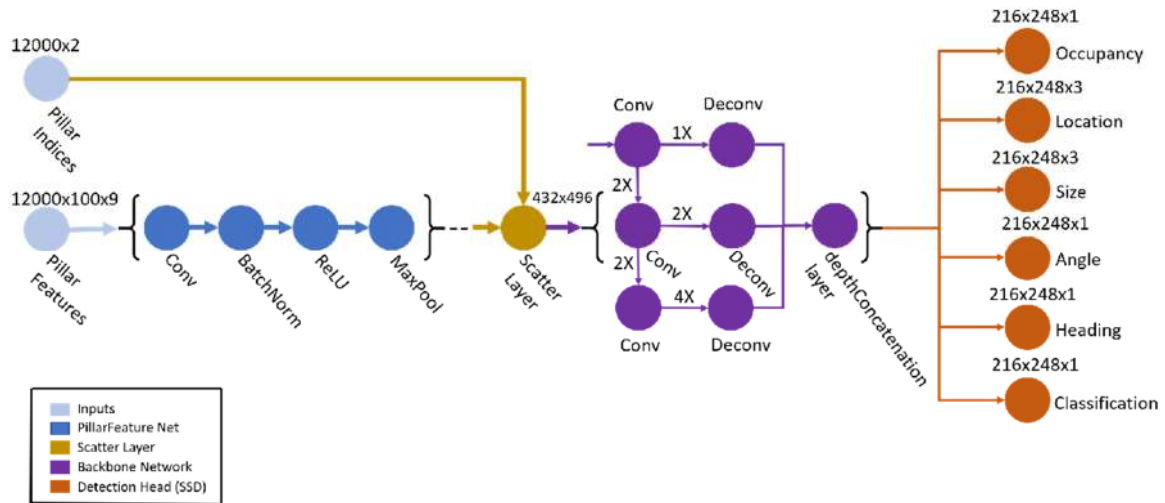 12000x2
Pillar
Indices
12000x100x9
Pillar
Features
Conv
BatchNorm
ReLU
MaxPool
Scatter
Layer
432x496
Conv
Deconv
1X
2X
2X
Conv
Deconv
2X
4X
Conv
Deconv
depthConcatenation
layer
216x248x1
Occupancy
216x248x3
Location
216x248x3
Size
216x248x1
Angle
216x248x1
Heading
216x248x1
Classification
Inputs
PillarFeature Net
Scatter Layer
Backbone Network
Detection Head (SSD)